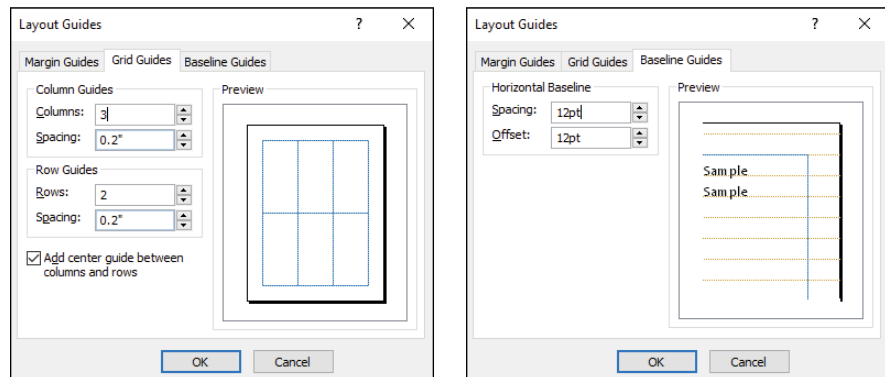 Layout Guides ? ×
Margin Guides Grid Guides Baseline Guides
Column Guides
Columns: 3
Spacing: 0.2"
Row Guides
Rows: 2
Spacing: 0.2"
Add center guide between
columns and rows
Preview
OK Cancel
Layout Guides ? ×
Margin Guides Grid Guides Baseline Guides
Horizontal Baseline
Spacing: 12pt
Offset: 12pt
Preview
Sample
Sample
OK Cancel